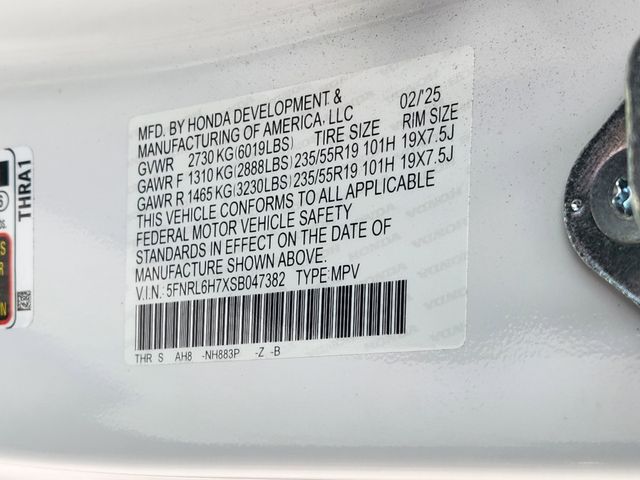 MFD. BY HONDA DEVELOPMENT & 02/'25
MANUFACTURING OF AMERICA, LLC
GVWR 2730 KG(6019LBS) TIRE SIZE RIM SIZE
GAWR F 1310 KG(2888LBS) 235/55R19 101H 19X7.5J
GAWR R 1465 KG(3230LBS) 235/55R19 101H 19X7.5J
THIS VEHICLE CONFORMS TO ALL APPLICABLE
FEDERAL MOTOR VEHICLE SAFETY
STANDARDS IN EFFECT ON THE DATE OF
MANUFACTURE SHOWN ABOVE.
V.I.N.: 5FNRL6H7XSB047382 TYPE:MPV
THR S AH8 -NH883P -Z -B
THRA1
HONDA